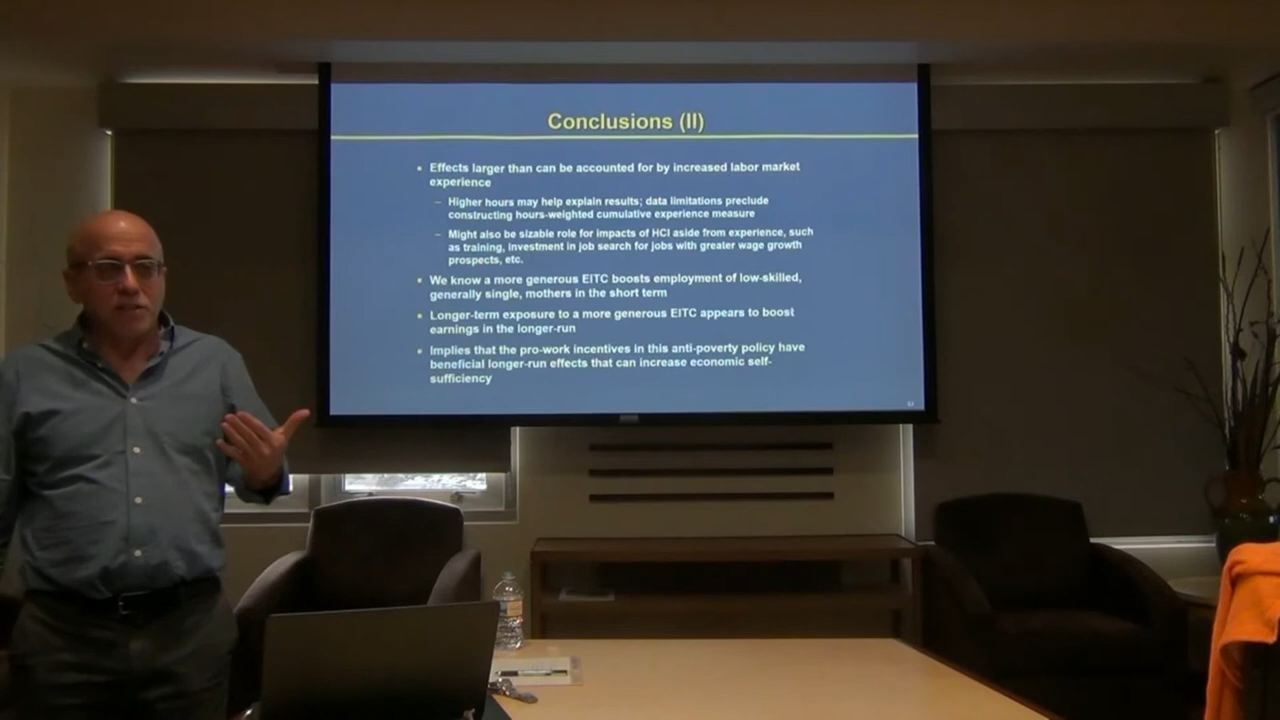 Conclusions (II)
• Effects larger than can be accounted for by increased labor market
experience
– Higher hours may help explain results; data limitations preclude
constructing hours-weighted cumulative experience measure
– Might also be sizable role for impacts of HCI aside from experience, such
as training, investment in job search for jobs with greater wage growth
prospects, etc.
• We know a more generous EITC boosts employment of low-skilled,
generally single, mothers in the short term
• Longer-term exposure to a more generous EITC appears to boost
earnings in the longer-run
• Implies that the pro-work incentives in this anti-poverty policy have
beneficial longer-run effects that can increase economic self-
sufficiency